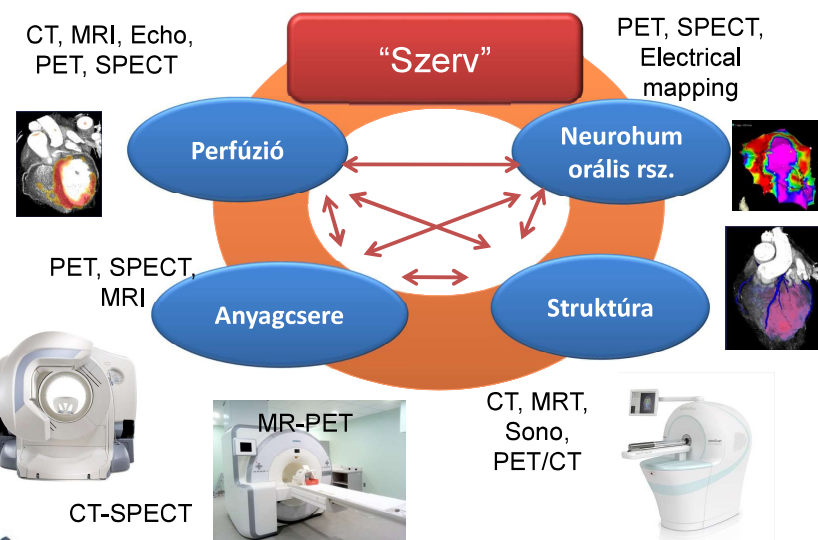 CT, MRI, Echo,
PET, SPECT
“Szerv”
PET, SPECT,
Electrical
mapping
Perfúzió
Neurohum
orális rsz.
PET, SPECT,
MRI
Anyagcsere
Struktúra
MR-PET
CT, MRT,
Sono,
PET/CT
CT-SPECT